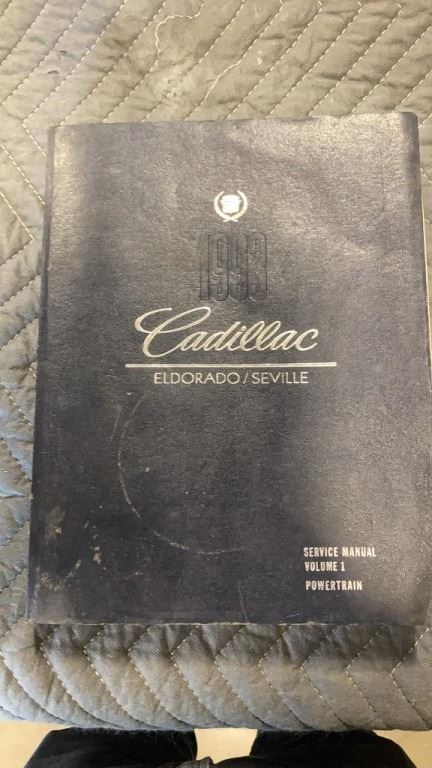 1993
Cadillac
ELDORADO/SEVILLE
SERVICE MANUAL
VOLUME 1
POWERTRAIN